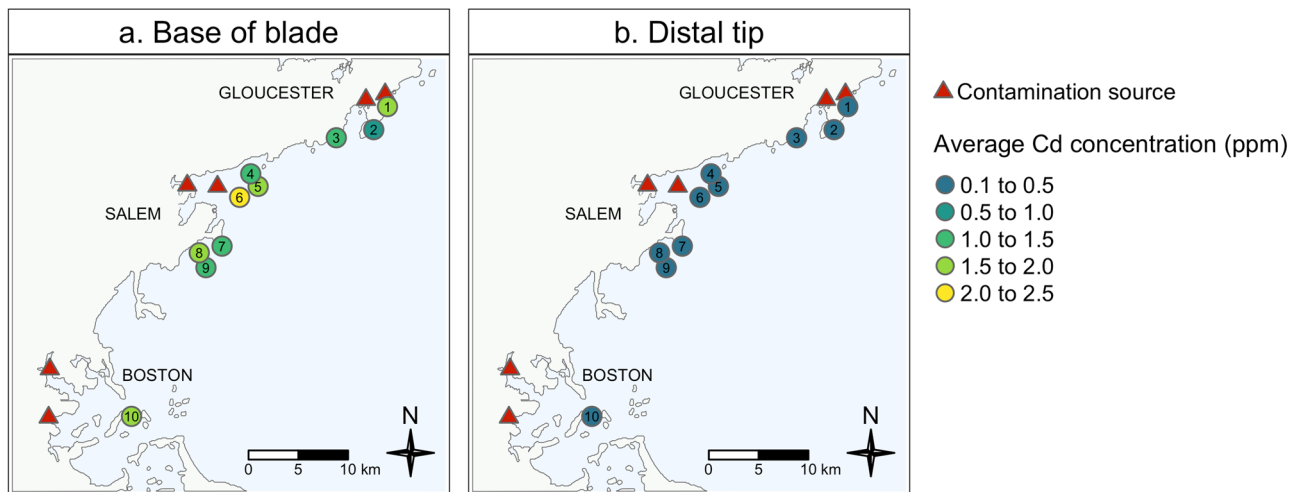 a. Base of blade
GLOUCESTER
1
2
3
4
5
6
SALEM
7
8
9
BOSTON
10
N
0 5 10 km
b. Distal tip
GLOUCESTER
1
2
3
4
5
6
SALEM
7
8
9
BOSTON
10
N
0 5 10 km
Contamination source
Average Cd concentration (ppm)
0.1 to 0.5
0.5 to 1.0
1.0 to 1.5
1.5 to 2.0
2.0 to 2.5